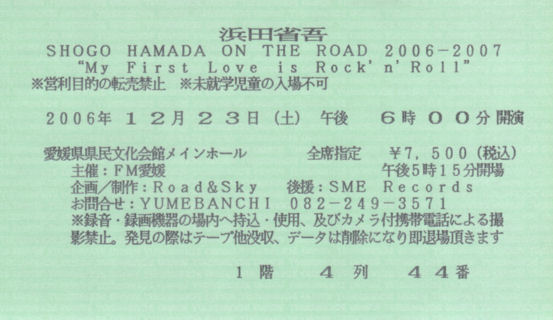 浜田省吾
SHOGO HAMADA ON THE ROAD 2006−2007
“My First Love is Rock'n'Roll”
※営利目的の転売禁止 ※未就学児童の入場不可
2006年 12月 23日 (土) 午後 6時 00分 開演
愛媛県県民文化会館メインホール 全席指定 ¥7,500(税込)
主催:FM愛媛 午後5時15分開場
企画/制作:Road&Sky 後援:SME Records
お問合せ:YUMEBANCHI 082-249-3571
※録音・録画機器の場内へ持込・使用、及びカメラ付携帯電話による撮
影禁止。発見の際はテープ他没収、データは削除になり即退場頂きます
1 階 4 列 44番